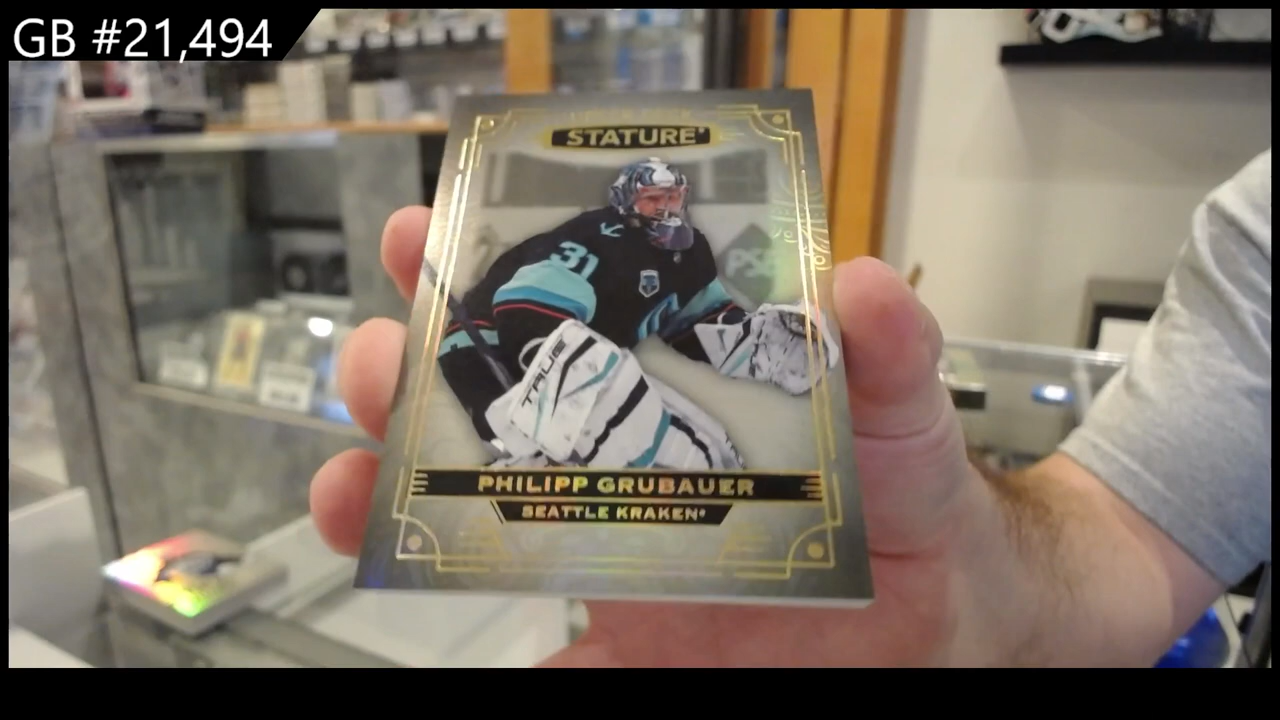 GB #21,494
STATURE
31
TRUE
PHILIPP GRUBAUER
SEATTLE KRAKEN